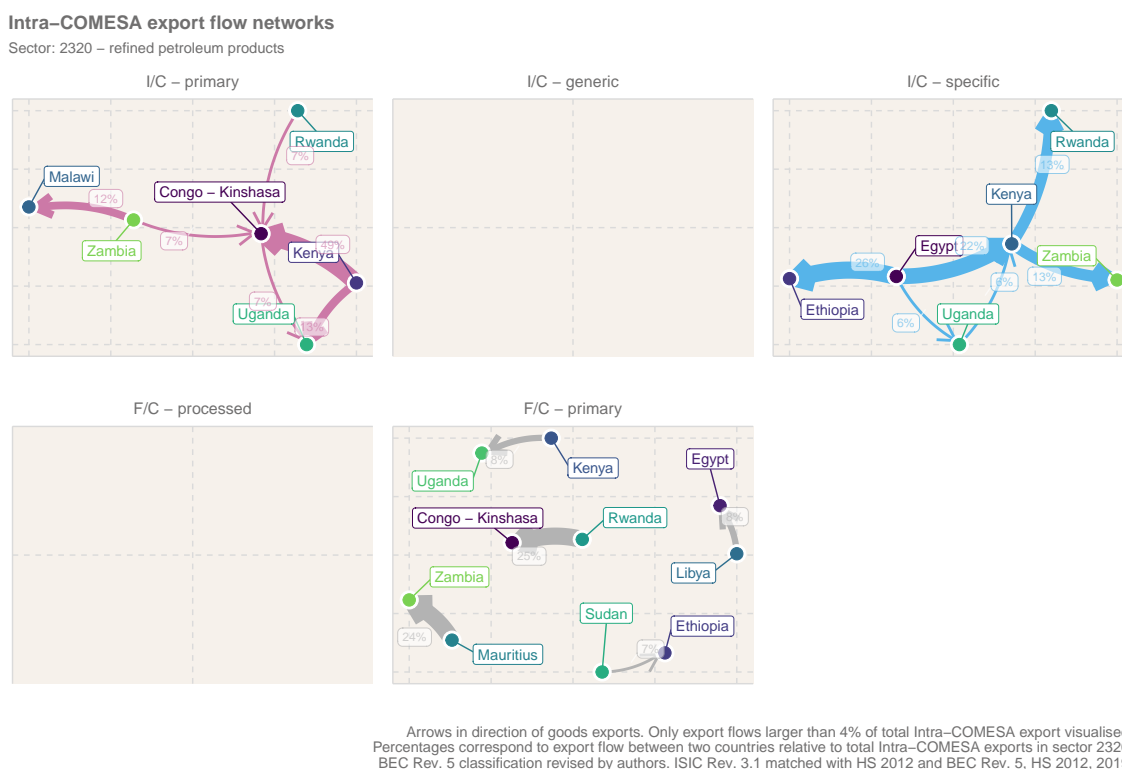 Intra−COMESA export flow networks
Sector: 2320 − refined petroleum products
I/C − primary
I/C − generic
I/C − specific
Rwanda
7%
Malawi
Congo − Kinshasa
12%
7%
Zambia
49%
Kenya
7%
Uganda
13%
Rwanda
13%
Kenya
Egypt
22%
Zambia
26%
6%
13%
Ethiopia
Uganda
6%
F/C − processed
F/C − primary
Kenya
8%
Uganda
Egypt
Congo − Kinshasa
Rwanda
8%
25%
Libya
Zambia
24%
Mauritius
Sudan
Ethiopia
7%
Arrows in direction of goods exports. Only export flows larger than 4% of total Intra−COMESA export visualised
Percentages correspond to export flow between two countries relative to total Intra−COMESA exports in sector 2320
BEC Rev. 5 classification revised by authors. ISIC Rev. 3.1 matched with HS 2012 and BEC Rev. 5, HS 2012,